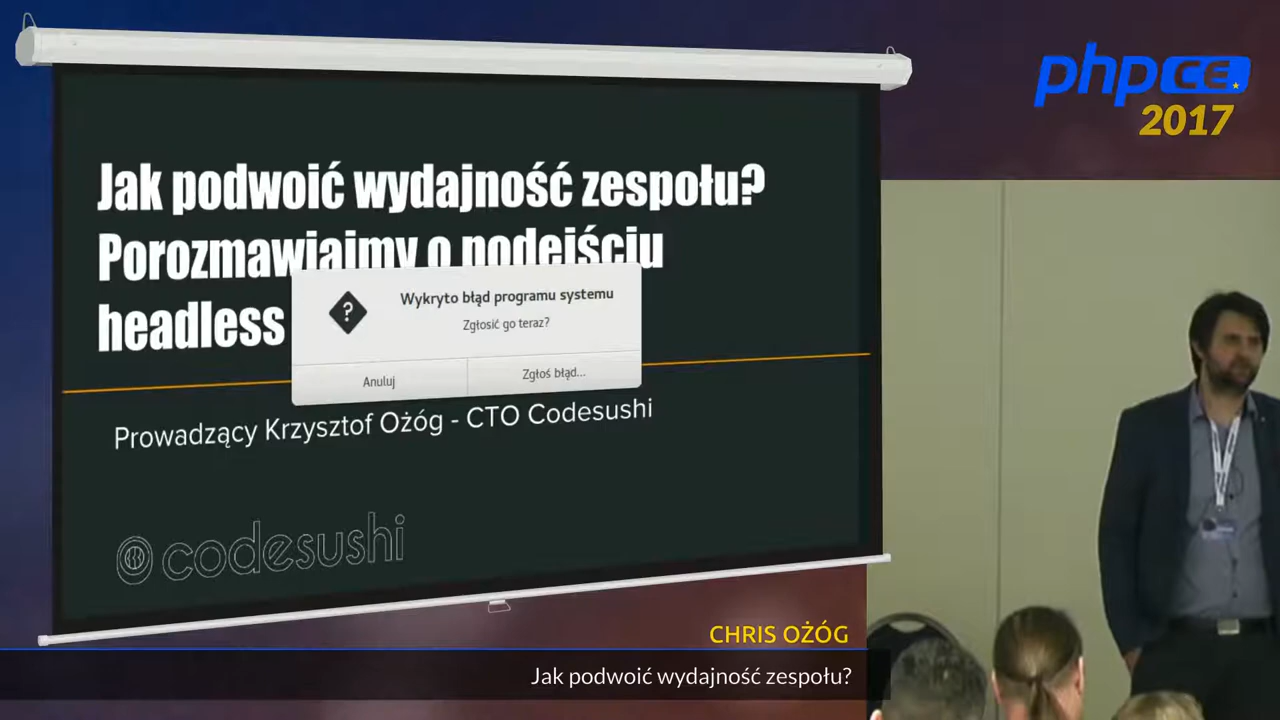 phpCE
2017
Jak podwoić wydajność zespołu?
Porozmawiajmy o podejściu
headless
Wykryto błąd programu systemu
Zgłosić go teraz?
Anuluj
Zgłoś błąd...
Prowadzący Krzysztof Ożóg - CTO Codesushi
codesushi
CHRIS OŻÓG
Jak podwoić wydajność zespołu?